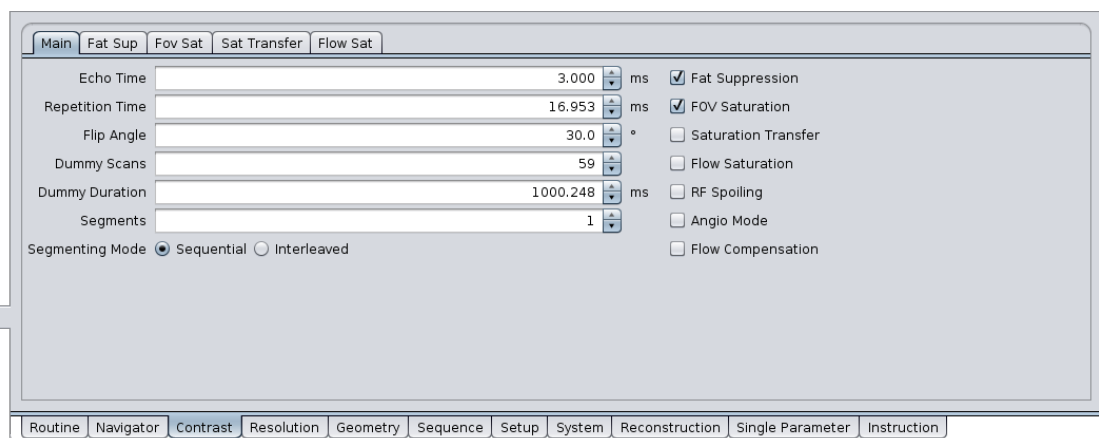 Main Fat Sup Fov Sat Sat Transfer Flow Sat
Echo Time 3.000 ms Fat Suppression
Repetition Time 16.953 ms FOV Saturation
Flip Angle 30.0 ° Saturation Transfer
Dummy Scans 59 Flow Saturation
Dummy Duration 1000.248 ms RF Spoiling
Segments 1 Angio Mode
Segmenting Mode Sequential Interleaved Flow Compensation
Routine Navigator Contrast Resolution Geometry Sequence Setup System Reconstruction Single Parameter Instruction